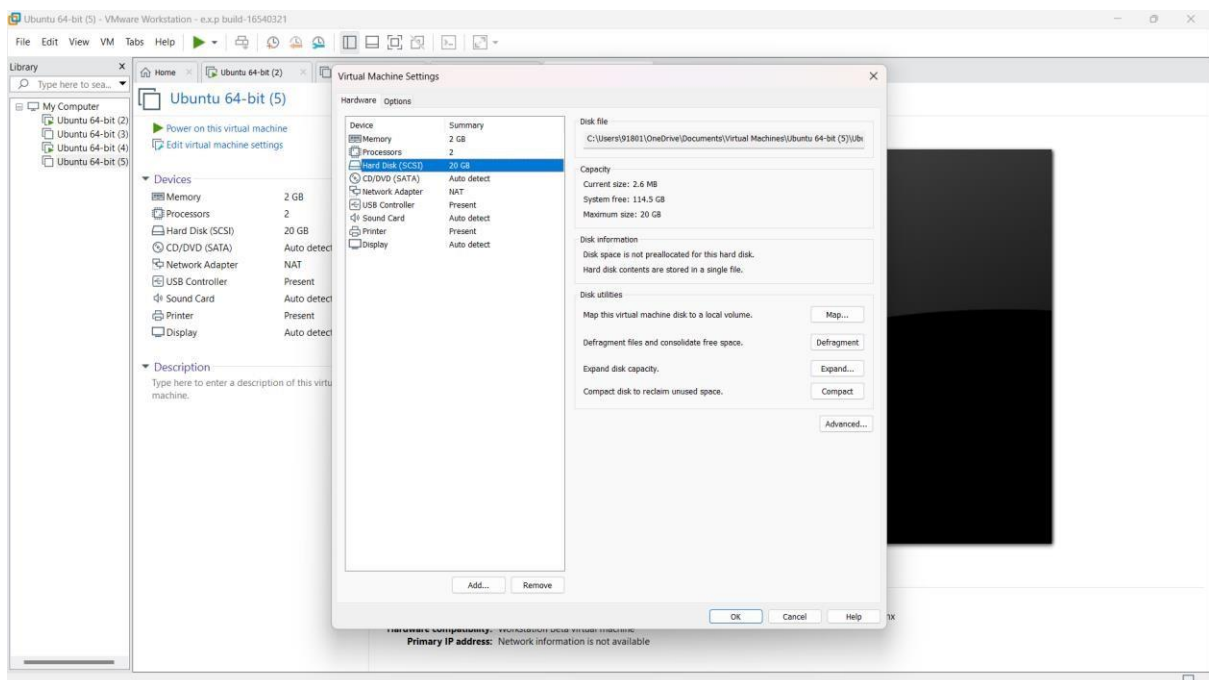 Ubuntu 64-bit (5) - VMware Workstation - e.x.p build-16540321
File Edit View VM Tabs Help
Library X
Type here to sea...
My Computer
Ubuntu 64-bit (2)
Ubuntu 64-bit (3)
Ubuntu 64-bit (4)
Ubuntu 64-bit (5)
Home Ubuntu 64-bit (2)
Ubuntu 64-bit (5)
Power on this virtual machine
Edit virtual machine settings
Devices
Memory 2 GB
Processors 2
Hard Disk (SCSI) 20 GB
CD/DVD (SATA) Auto detect
Network Adapter NAT
USB Controller Present
Sound Card Auto detect
Printer Present
Display Auto detect
Description
Type here to enter a description of this virtu
machine.
Virtual Machine Settings
Hardware Options
Device Summary
Memory 2 GB
Processors 2
Hard Disk (SCSI) 20 GB
CD/DVD (SATA) Auto detect
Network Adapter NAT
USB Controller Present
Sound Card Auto detect
Printer Present
Display Auto detect
Add... Remove
Disk file
C:\Users\91801\OneDrive\Documents\Virtual Machines\Ubuntu 64-bit (5)\Ubu
Capacity
Current size: 2.6 MB
System free: 114.5 GB
Maximum size: 20 GB
Disk information
Disk space is not preallocated for this hard disk.
Hard disk contents are stored in a single file.
Disk utilities
Map this virtual machine disk to a local volume. Map...
Defragment files and consolidate free space. Defragment
Expand disk capacity. Expand...
Compact disk to reclaim unused space. Compact
Advanced...
OK Cancel Help
Hardware compatibility: Workstation Beta virtual machine
Primary IP address: Network information is not available